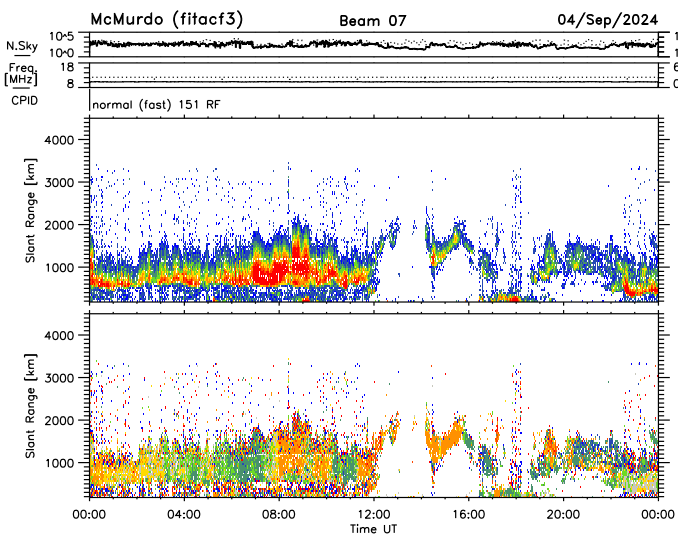 McMurdo (fitacf3) Beam 07 04/Sep/2024
N.Sky 10^5 10^0
Freq. [MHz] 18 8
CPID normal (fast) 151 RF
Slant Range [km] 4000 3000 2000 1000
Slant Range [km] 4000 3000 2000 1000
00:00 04:00 08:00 12:00 16:00 20:00 00:00
Time UT